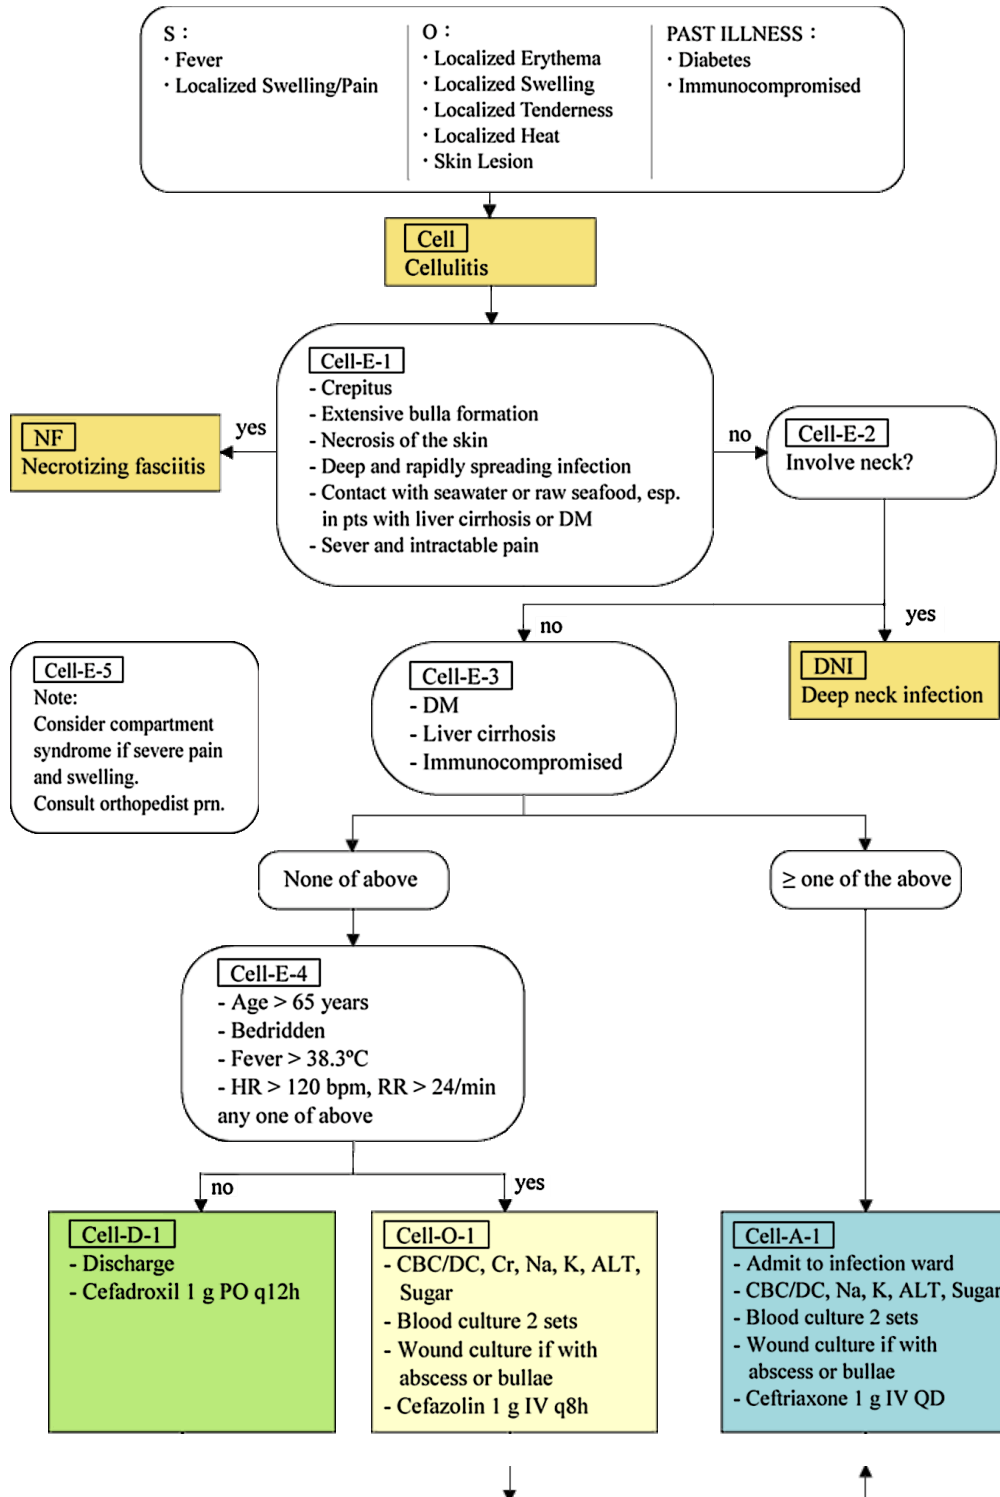 S：
· Fever
· Localized Swelling/Pain
O：
· Localized Erythema
· Localized Swelling
· Localized Tenderness
· Localized Heat
· Skin Lesion
PAST ILLNESS：
· Diabetes
· Immunocompromised
Cell
Cellulitis
Cell-E-1
- Crepitus
- Extensive bulla formation
- Necrosis of the skin
- Deep and rapidly spreading infection
- Contact with seawater or raw seafood, esp.
in pts with liver cirrhosis or DM
- Sever and intractable pain
yes
NF
Necrotizing fasciitis
no
Cell-E-2
Involve neck?
yes
DNI
Deep neck infection
no
Cell-E-3
- DM
- Liver cirrhosis
- Immunocompromised
Cell-E-5
Note:
Consider compartment
syndrome if severe pain
and swelling.
Consult orthopedist prn.
None of above
≥ one of the above
Cell-E-4
- Age > 65 years
- Bedridden
- Fever > 38.3ºC
- HR > 120 bpm, RR > 24/min
any one of above
no
yes
Cell-D-1
- Discharge
- Cefadroxil 1 g PO q12h
Cell-O-1
- CBC/DC, Cr, Na, K, ALT,
Sugar
- Blood culture 2 sets
- Wound culture if with
abscess or bullae
- Cefazolin 1 g IV q8h
Cell-A-1
- Admit to infection ward
- CBC/DC, Na, K, ALT, Sugar
- Blood culture 2 sets
- Wound culture if with
abscess or bullae
- Ceftriaxone 1 g IV QD